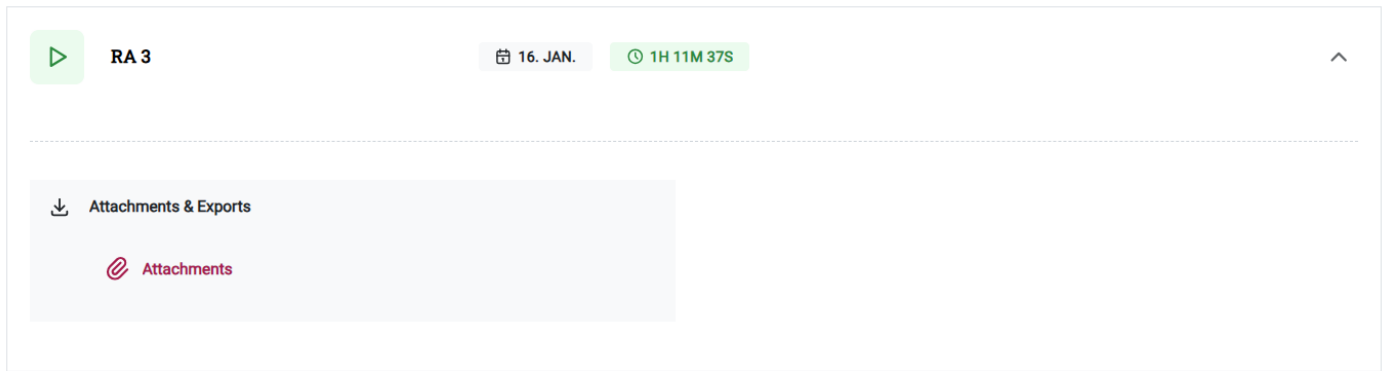 RA 3
16. JAN.
1H 11M 37S
Attachments & Exports
Attachments